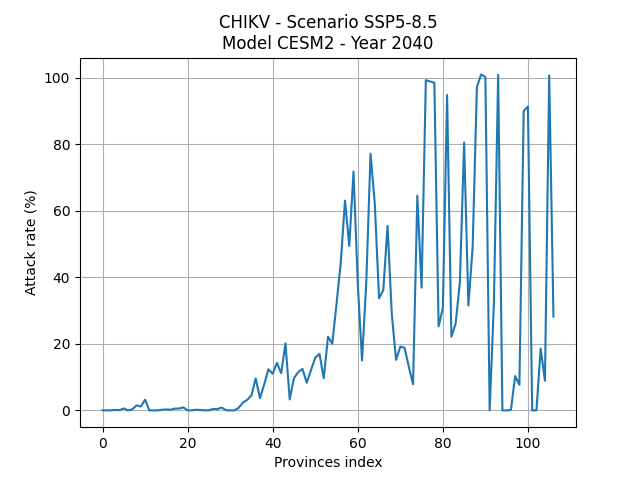 CHIKV - Scenario SSP5-8.5
Model CESM2 - Year 2040
100
80
60
40
20
0
Attack rate (%)
0 20 40 60 80 100
Provinces index